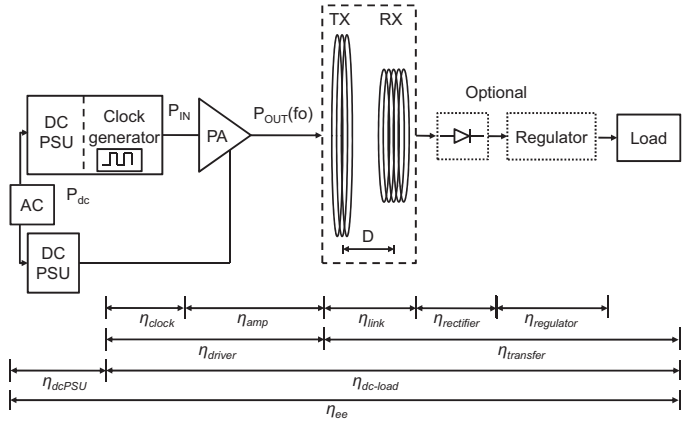 TX RX
Optional
DC
PSU
Clock
generator
P_IN
PA
P_OUT(fo)
Regulator
Load
AC
P_dc
DC
PSU
D
η_clock η_amp η_link η_rectifier η_regulator
η_driver η_transfer
η_dcPSU η_dc-load
η_ee